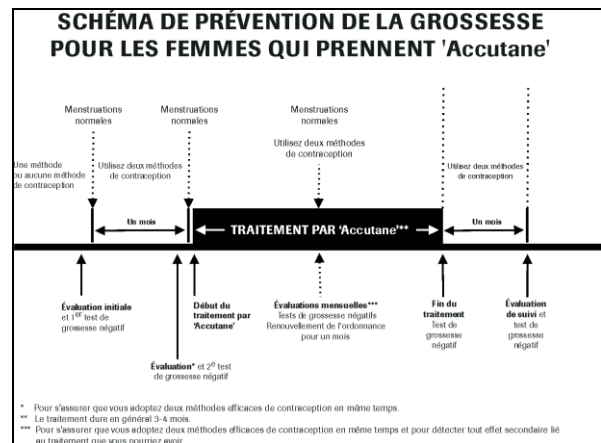 SCHÉMA DE PRÉVENTION DE LA GROSSESSE
POUR LES FEMMES QUI PRENNENT 'Accutane'
Menstruations
normales
Menstruations
normales
Menstruations
normales
Utilisez deux méthodes
de contraception
Une méthode
ou aucune méthode
de contraception
Utilisez deux méthodes
de contraception
Utilisez deux méthodes
de contraception
Un mois
TRAITEMENT PAR 'Accutane'**
Un mois
Évaluation initiale
et 1er test de
grossesse négatif
Évaluation* et 2e test
de grossesse négatif
Début du
traitement par
'Accutane'
Évaluations mensuelles***
Tests de grossesse négatifs
Renouvellement de l'ordonnance
pour un mois
Fin du
traitement
Test de
grossesse
négatif
Évaluation
de suivi et
test de
grossesse
négatif
* Pour s'assurer que vous adoptez deux méthodes efficaces de contraception en même temps.
** Le traitement dure en général 3-4 mois.
*** Pour s'assurer que vous adoptez deux méthodes efficaces de contraception en même temps et pour détecter tout effet secondaire lié
au traitement que vous pourriez avoir.